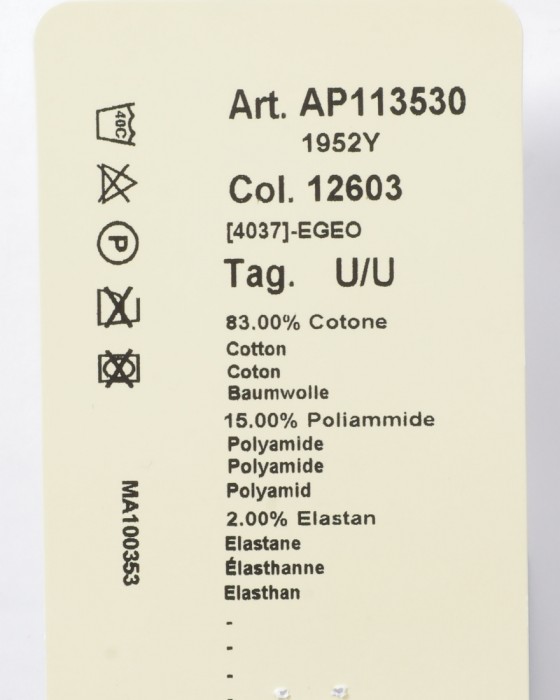 Art. AP113530
1952Y
Col. 12603
[4037]-EGEO
Tag. U/U
83.00% Cotone
Cotton
Coton
Baumwolle
15.00% Poliammide
Polyamide
Polyamide
Polyamid
2.00% Elastan
Elastane
Élasthanne
Elasthan
-
-
-
-
40C
P
MA100353